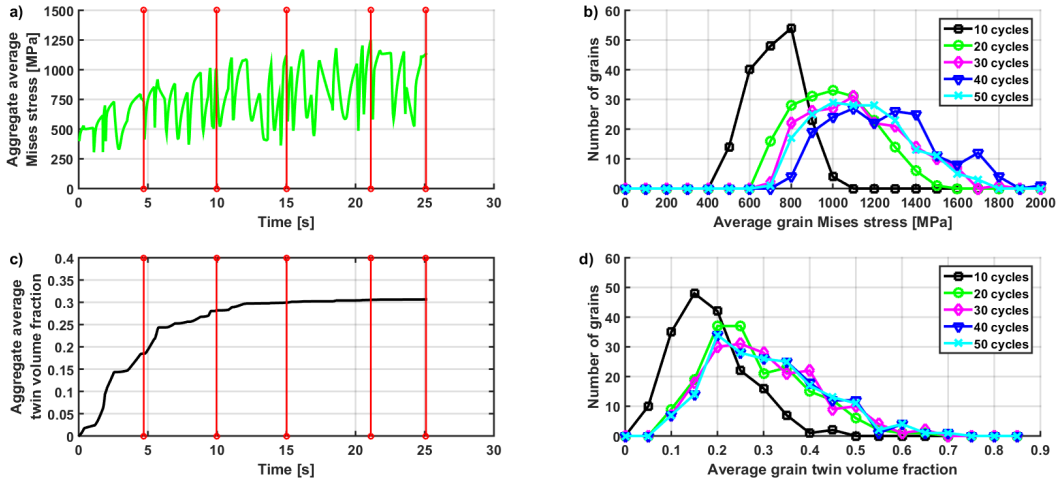 a)
Aggregate average
Mises stress [MPa]
1500
1250
1000
750
500
250
0
0 5 10 15 20 25 30
Time [s]
b)
Number of grains
60
50
40
30
20
10
0
0 200 400 600 400 800 1000 1200 1400 1600 1800 2000
Average grain Mises stress [MPa]
10 cycles
20 cycles
30 cycles
40 cycles
50 cycles
c)
Aggregate average
twin volume fraction
0.4
0.35
0.3
0.25
0.2
0.15
0.1
0.05
0
0 5 10 15 20 25 30
Time [s]
d)
Number of grains
60
50
40
30
20
10
0
0 0.1 0.2 0.3 0.4 0.5 0.6 0.7 0.8 0.9
Average grain twin volume fraction
10 cycles
20 cycles
30 cycles
40 cycles
50 cycles